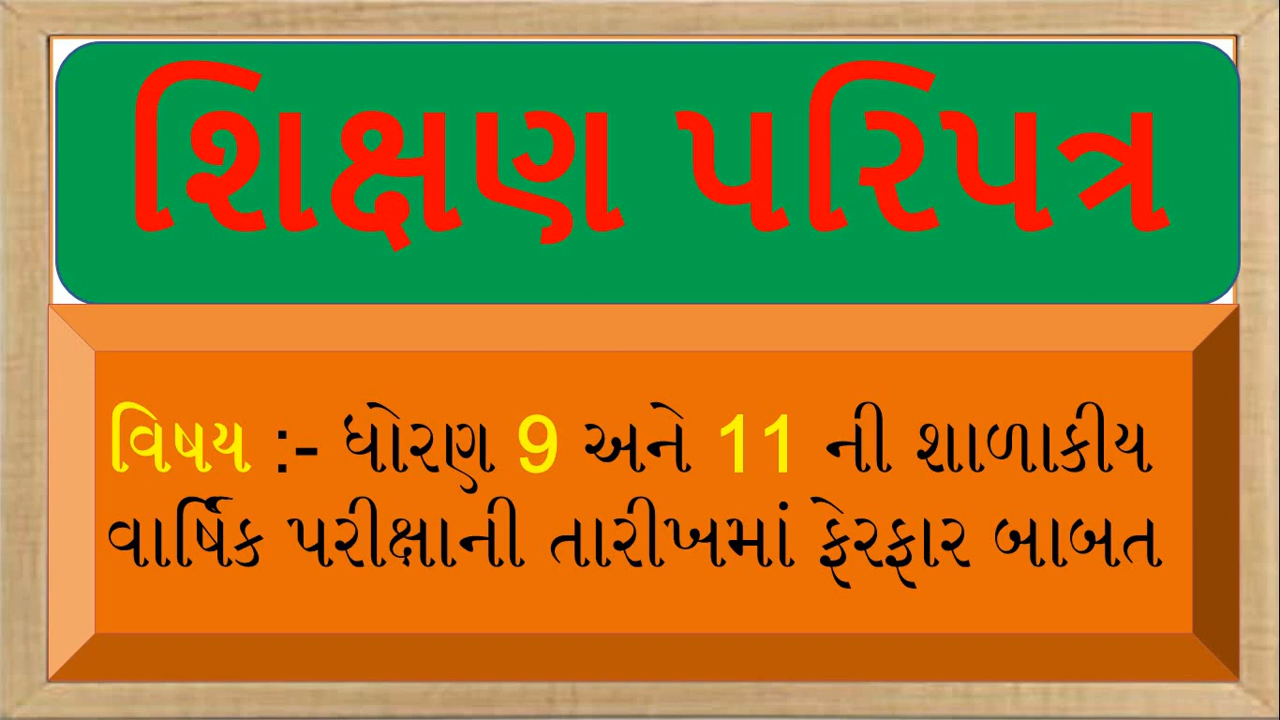 શિક્ષણ પરિપત્ર
વિષય :- ધોરણ 9 અને 11 ની શાળાકીય
વાર્ષિક પરીક્ષાની તારીખમાં ફેરફાર બાબત